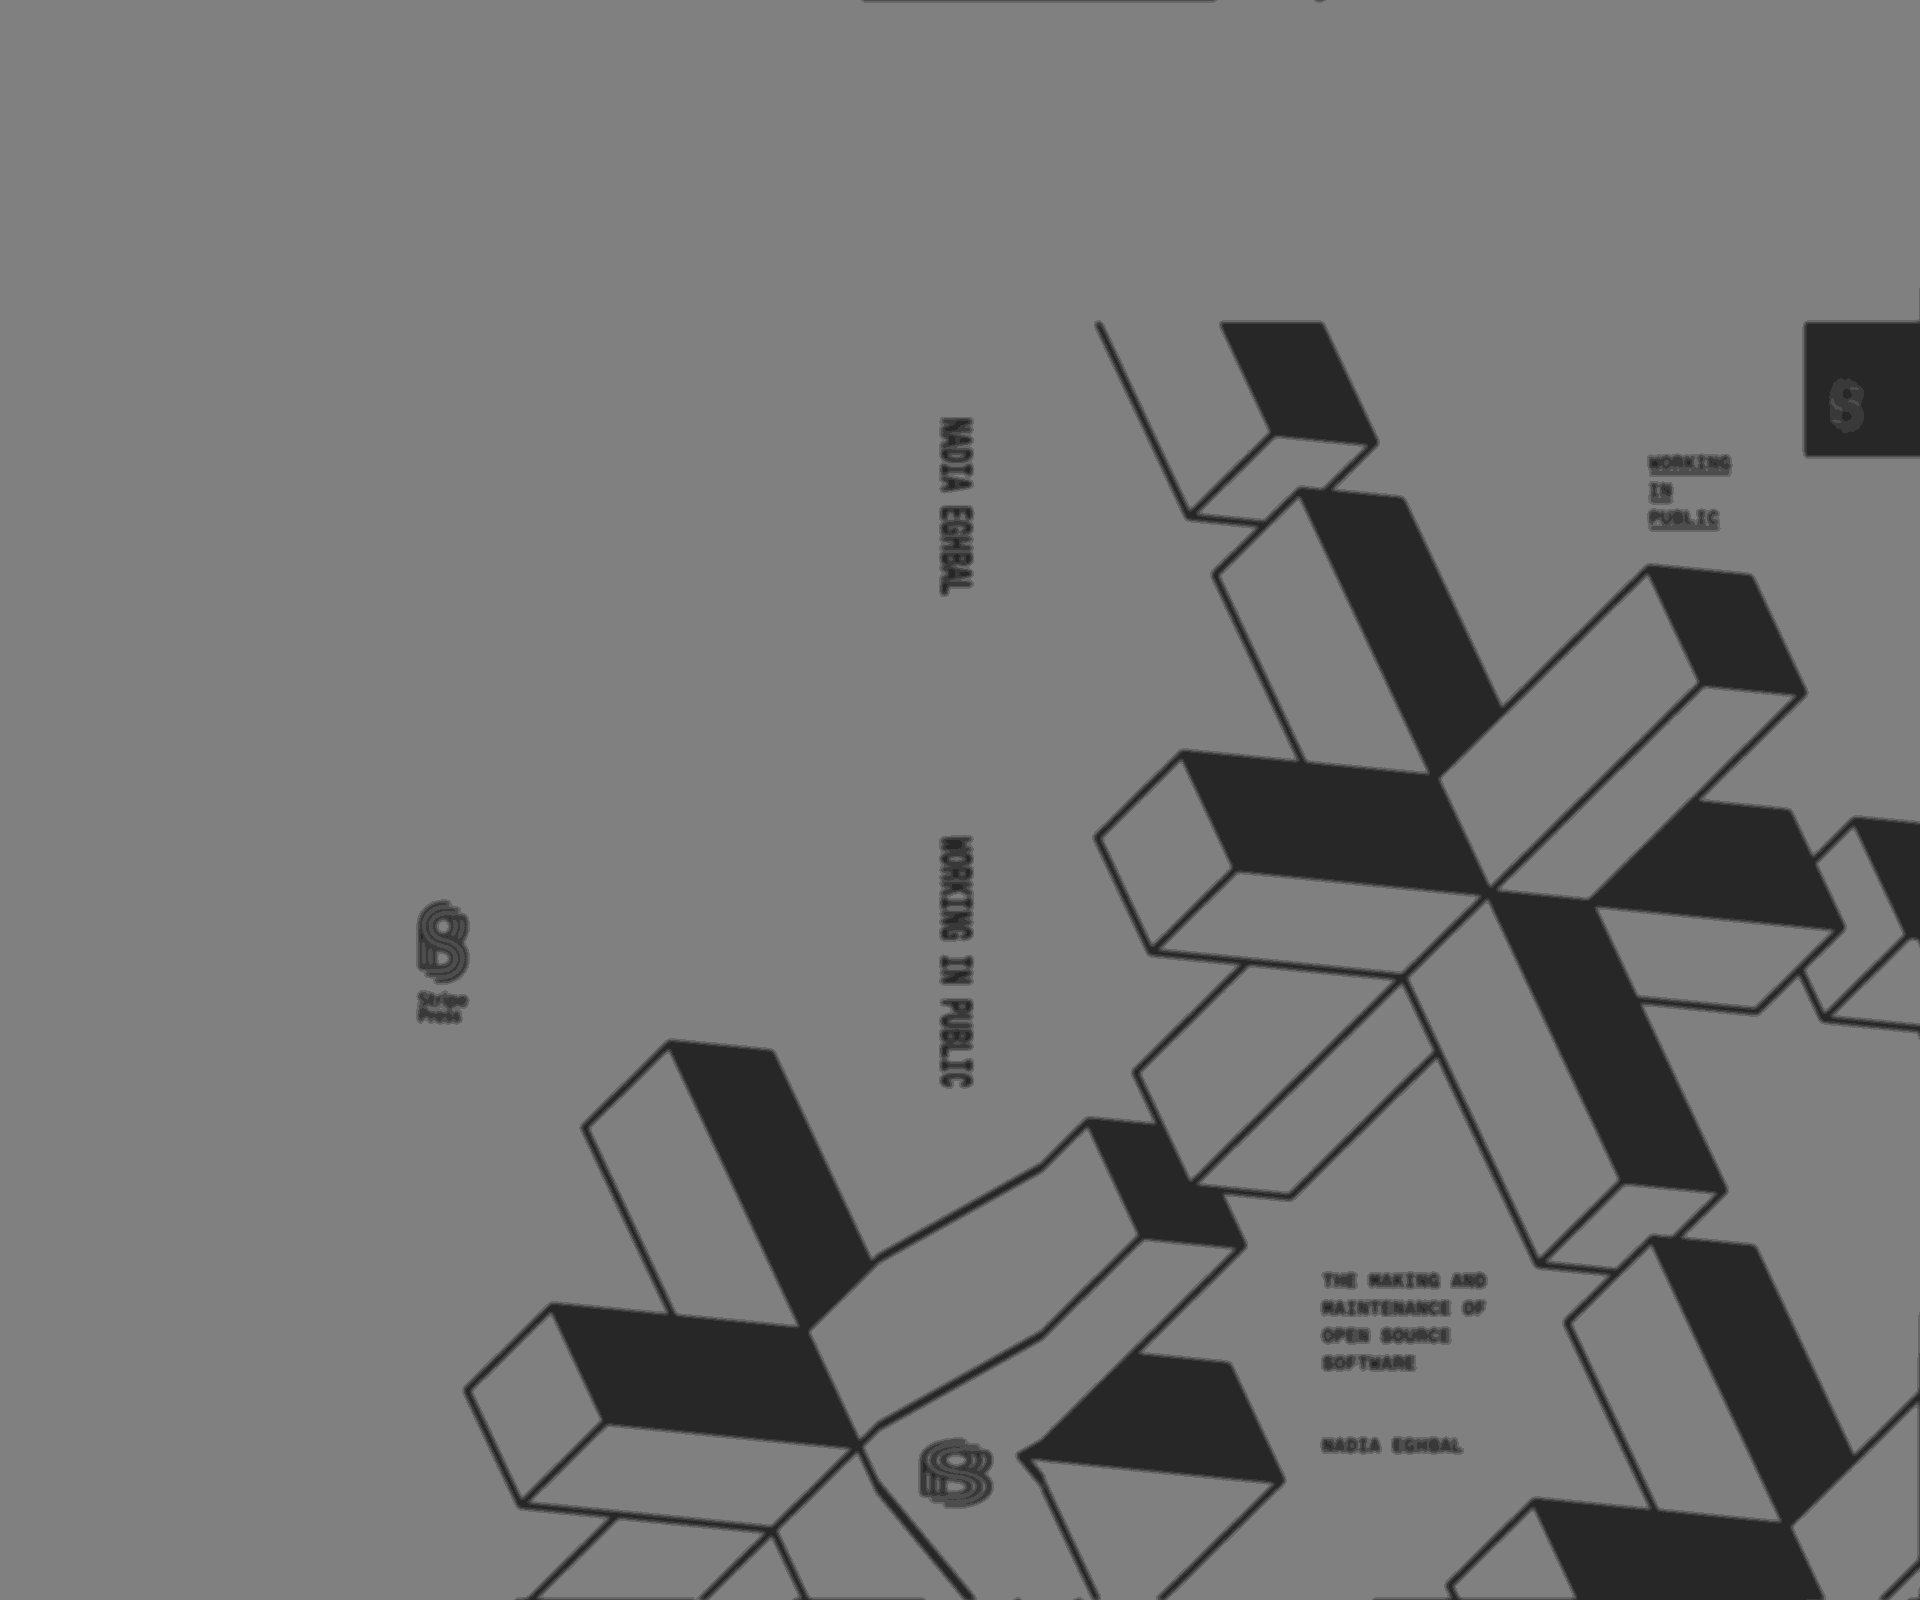 NADIA EGHBAL
WORKING IN PUBLIC
Stripe
Press
WORKING
IN
PUBLIC
THE MAKING AND
MAINTENANCE OF
OPEN SOURCE
SOFTWARE
NADIA EGHBAL